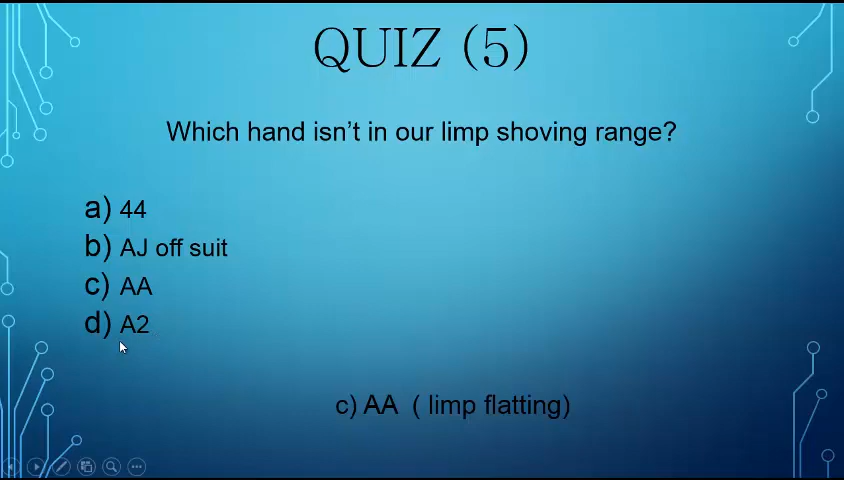 QUIZ (5)
Which hand isn’t in our limp shoving range?
a) 44
b) AJ off suit
c) AA
d) A2
c) AA ( limp flatting)